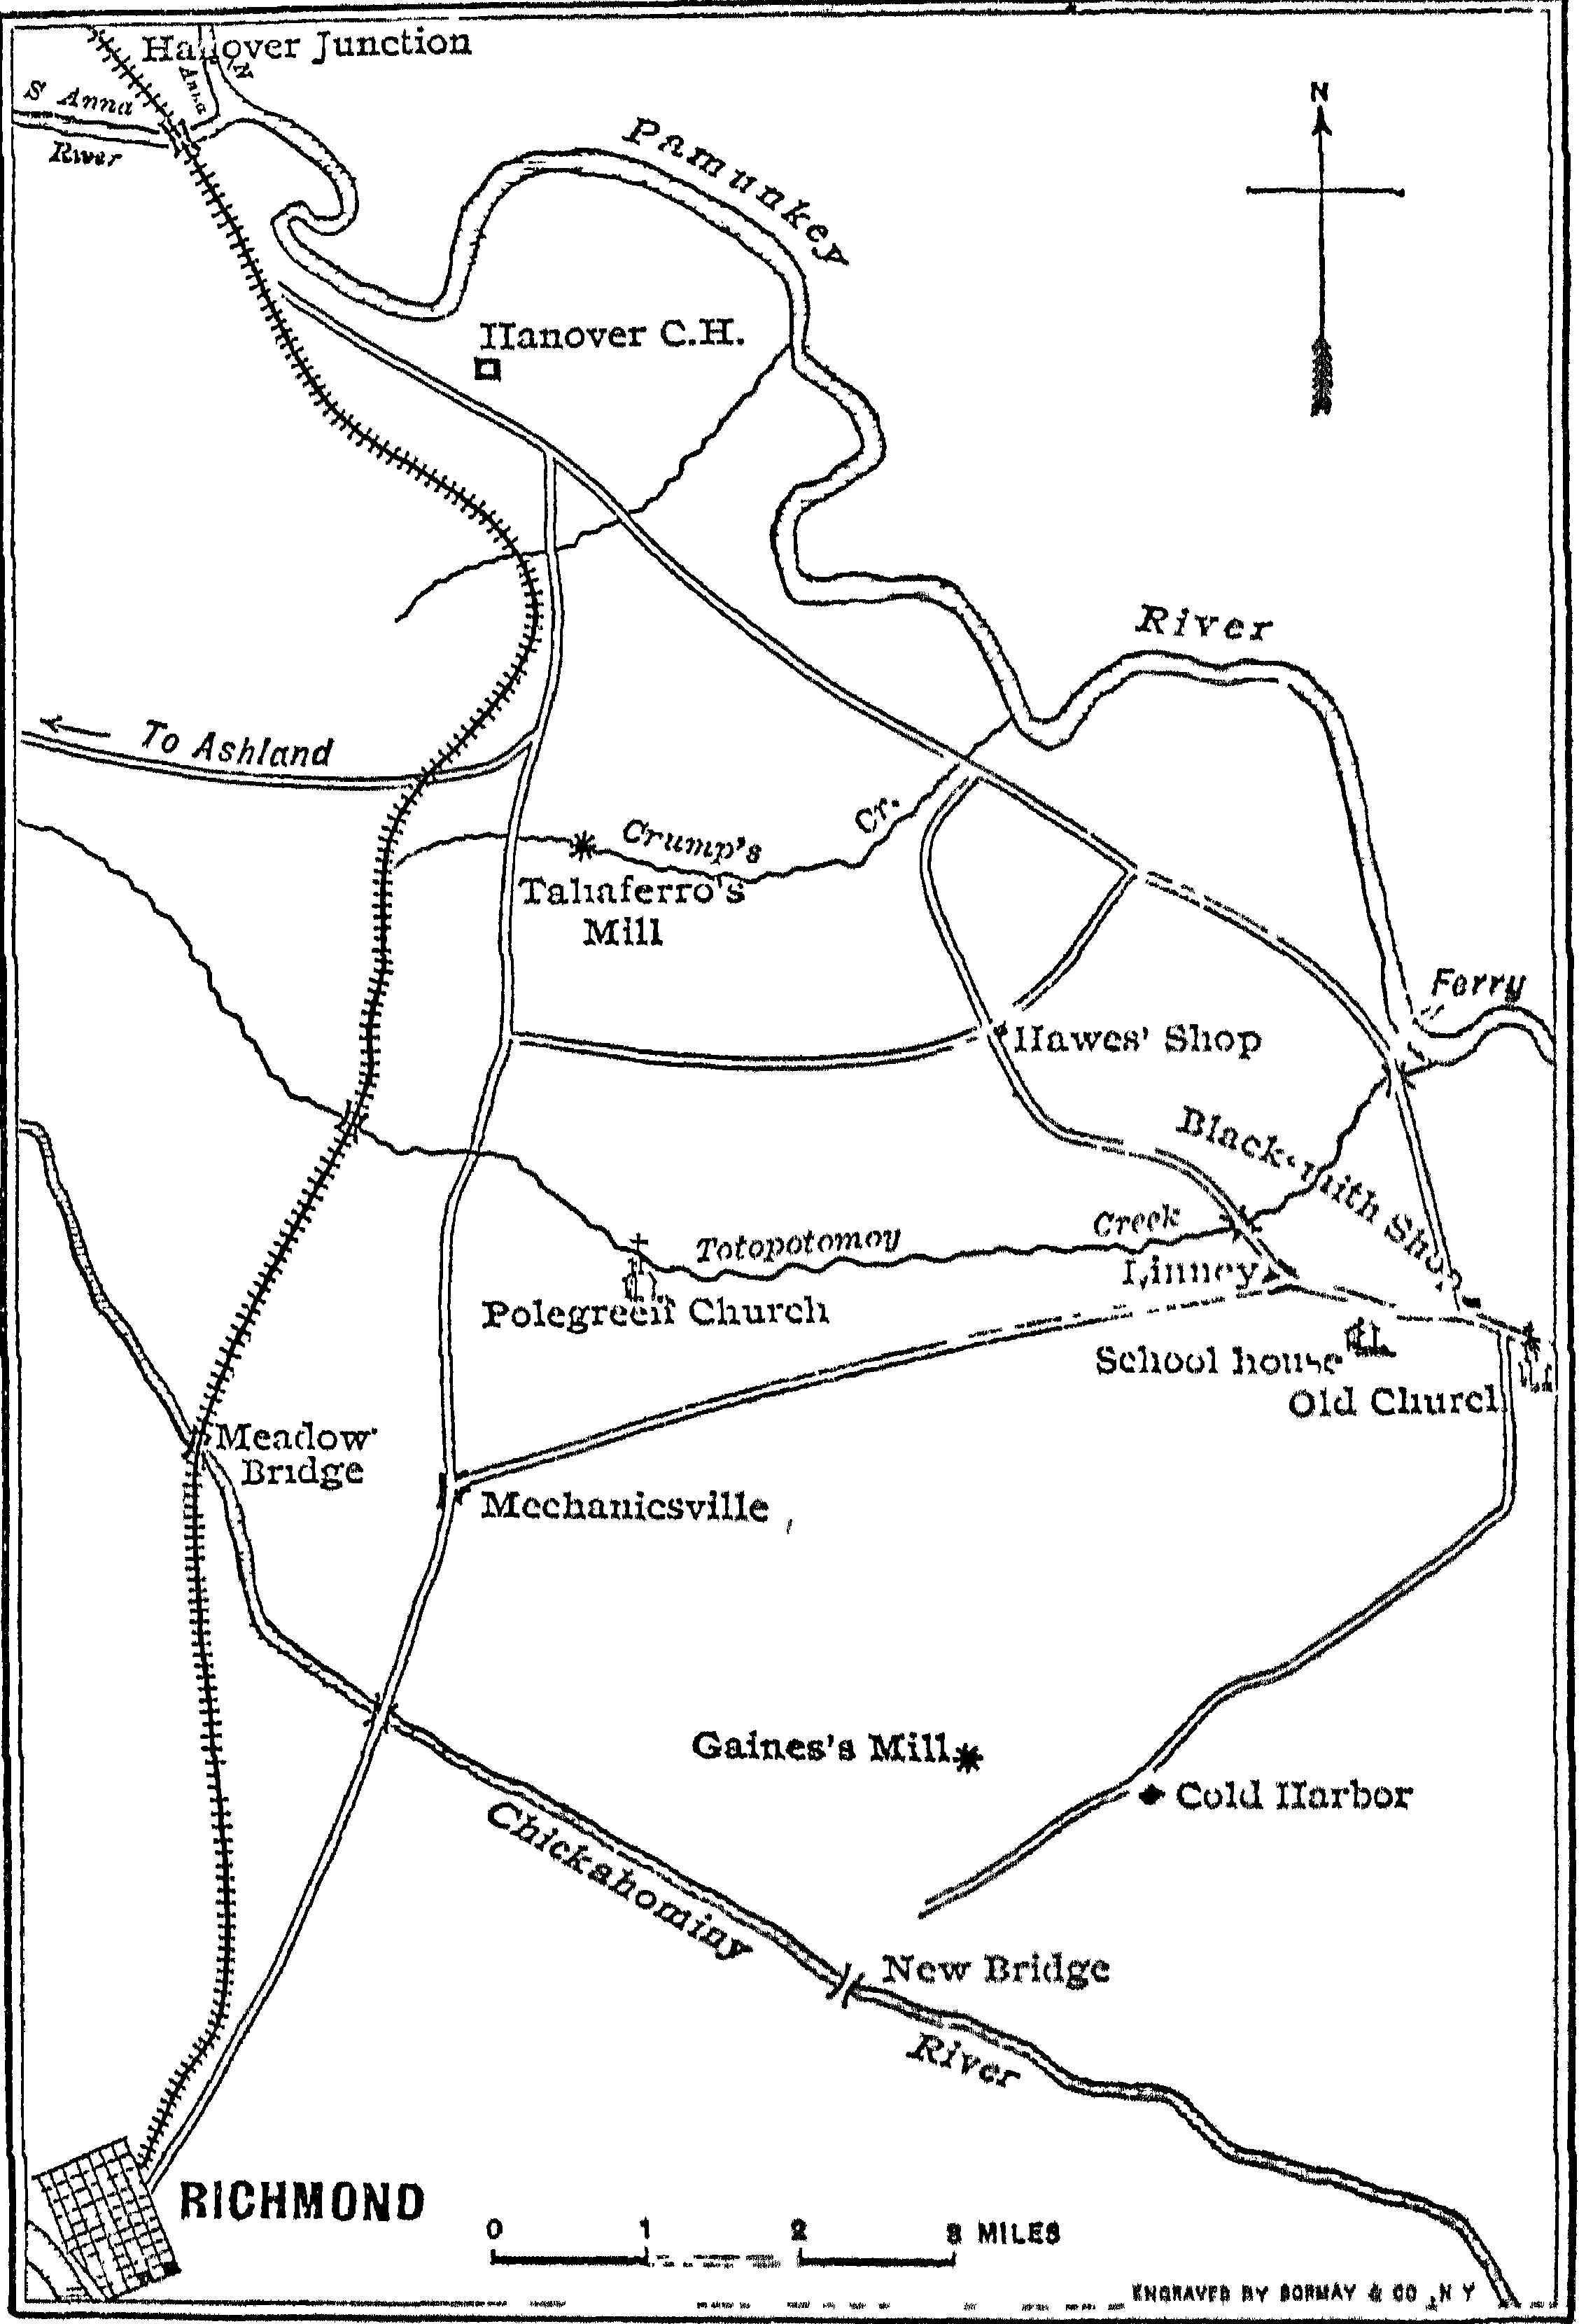 Hanover Junction
N
Anna
S Anna
River
N
Pamunkey
Hanover C.H.
River
To Ashland
Cr.
Crump's
Taliaferro's
Mill
Ferry
Hawes' Shop
Blacksmith Shop
Totopotomoy
Creek
Linney
Polegreen Church
School house
Old Church
Meadow
Bridge
Mechanicsville
Gaines's Mill
Cold Harbor
Chickahominy
New Bridge
River
RICHMOND
0 1 2 3 MILES
ENGRAVED BY BORMAY & CO., N Y